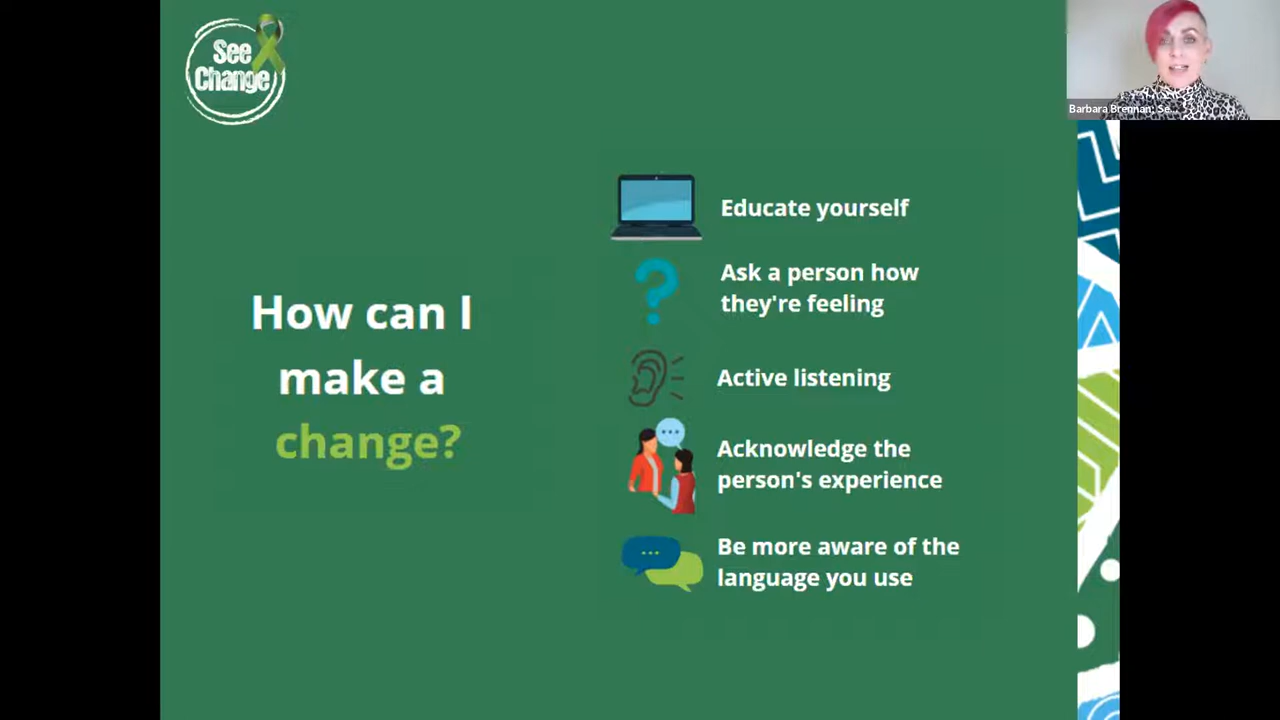 See
Change
Barbara Brennan; Se...
How can I
make a
change?
Educate yourself
Ask a person how
they're feeling
Active listening
Acknowledge the
person's experience
Be more aware of the
language you use